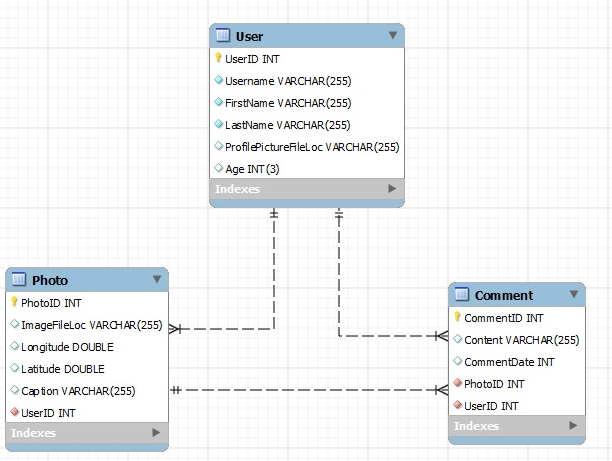 User
UserID INT
Username VARCHAR(255)
FirstName VARCHAR(255)
LastName VARCHAR(255)
ProfilePictureFileLoc VARCHAR(255)
Age INT(3)
Indexes
Photo
PhotoID INT
ImageFileLoc VARCHAR(255)
Longitude DOUBLE
Latitude DOUBLE
Caption VARCHAR(255)
UserID INT
Indexes
Comment
CommentID INT
Content VARCHAR(255)
CommentDate INT
PhotoID INT
UserID INT
Indexes